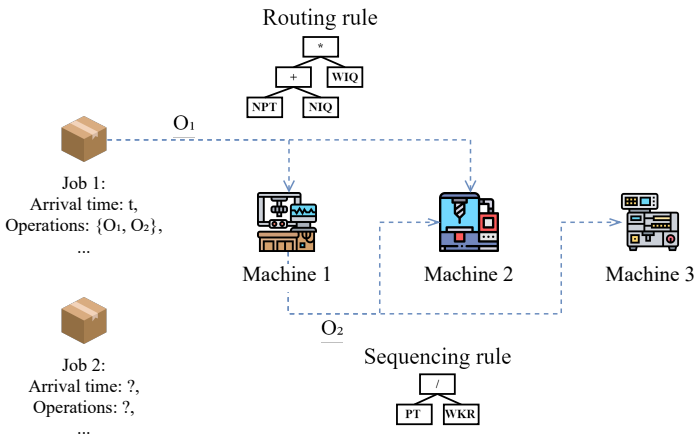 Routing rule
*
+
WIQ
NPT
NIQ
O₁
Job 1:
Arrival time: t,
Operations: {O₁, O₂},
...
Machine 1
Machine 2
Machine 3
O₂
Job 2:
Arrival time: ?,
Operations: ?,
...
Sequencing rule
/
PT
WKR